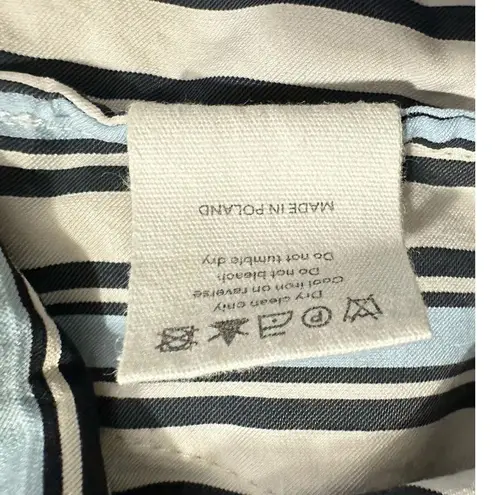 Ⓟ
Dry clean only
Cool iron on reverse
Do not bleach
Do not tumble dry
MADE IN POLAND